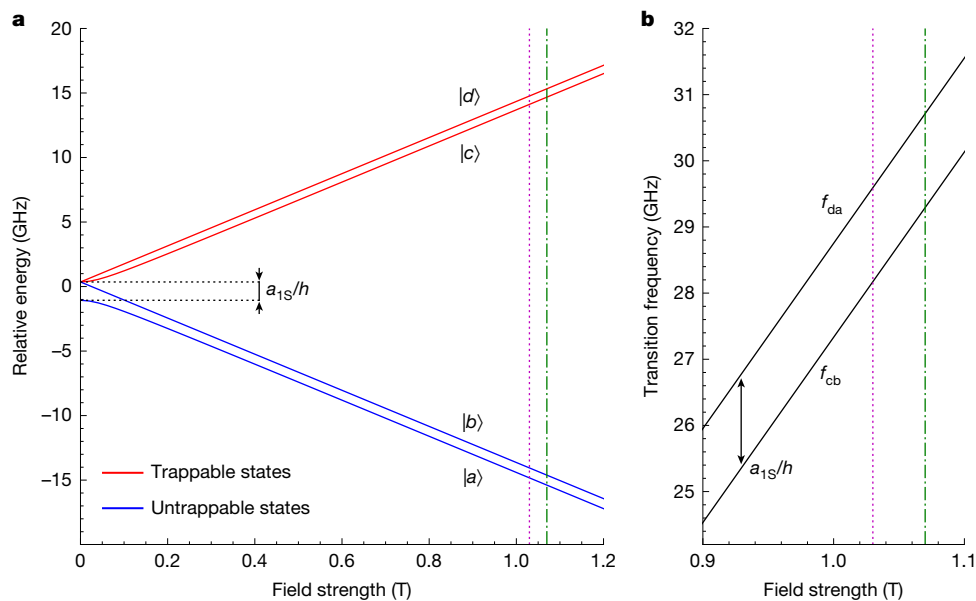 a
20
15
10
5
0
−5
−10
−15
Relative energy (GHz)
|d⟩
|c⟩
a1S/h
|b⟩
|a⟩
Trappable states
Untrappable states
0
0.2
0.4
0.6
0.8
1.0
1.2
Field strength (T)
b
32
31
30
29
28
27
26
25
Transition frequency (GHz)
fda
fcb
a1S/h
0.9
1.0
1.1
Field strength (T)